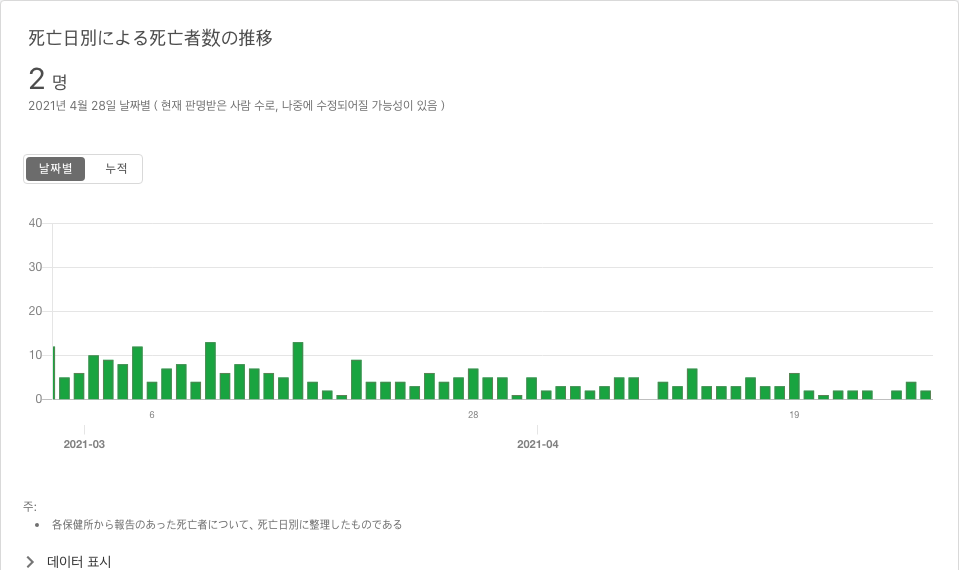 死亡日別による死亡者数の推移
2 명
2021년 4월 28일 날짜별 ( 현재 판명받은 사람 수로, 나중에 수정되어질 가능성이 있음 )
날짜별 누적
40
30
20
10
0
6 28 19
2021-03 2021-04
주:
• 各保健所から報告のあった死亡者について、死亡日別に整理したものである
데이터 표시